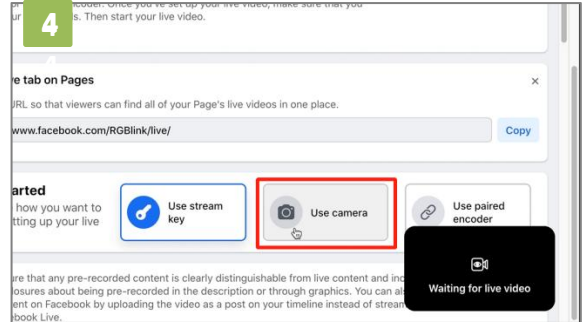 4
encoder. Once you've set up your live video, make sure that you
s. Then start your live video.
ve tab on Pages
URL so that viewers can find all of your Page's live videos in one place.
www.facebook.com/RGBlink/live/
Copy
arted
how you want to
tting up your live
Use stream
key
Use camera
Use paired
encoder
Waiting for live video
ure that any pre-recorded content is clearly distinguishable from live content and inc
losures about being pre-recorded in the description or through graphics. You can al
ent on Facebook by uploading the video as a post on your timeline instead of stream
ebook Live.